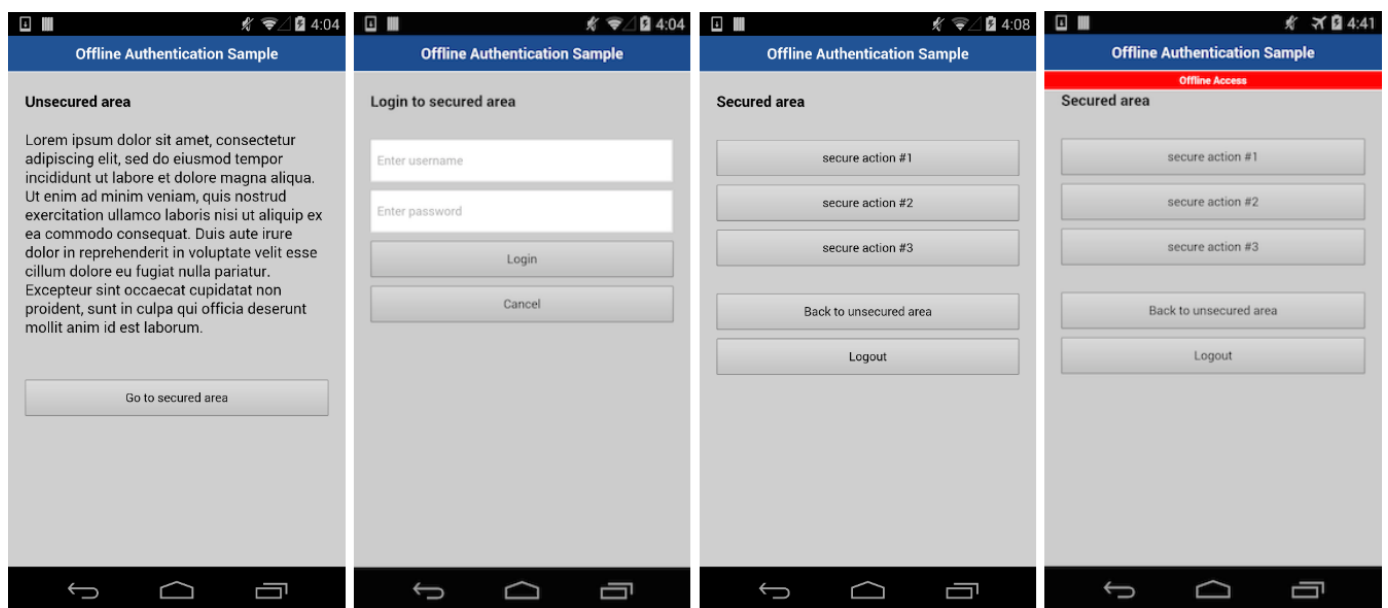 4:04
Offline Authentication Sample
Unsecured area
Lorem ipsum dolor sit amet, consectetur
adipiscing elit, sed do eiusmod tempor
incididunt ut labore et dolore magna aliqua.
Ut enim ad minim veniam, quis nostrud
exercitation ullamco laboris nisi ut aliquip ex
ea commodo consequat. Duis aute irure
dolor in reprehenderit in voluptate velit esse
cillum dolore eu fugiat nulla pariatur.
Excepteur sint occaecat cupidatat non
proident, sunt in culpa qui officia deserunt
mollit anim id est laborum.
Go to secured area
4:04
Offline Authentication Sample
Login to secured area
Enter username
Enter password
Login
Cancel
4:08
Offline Authentication Sample
Secured area
secure action #1
secure action #2
secure action #3
Back to unsecured area
Logout
4:41
Offline Authentication Sample
Offline Access
Secured area
secure action #1
secure action #2
secure action #3
Back to unsecured area
Logout